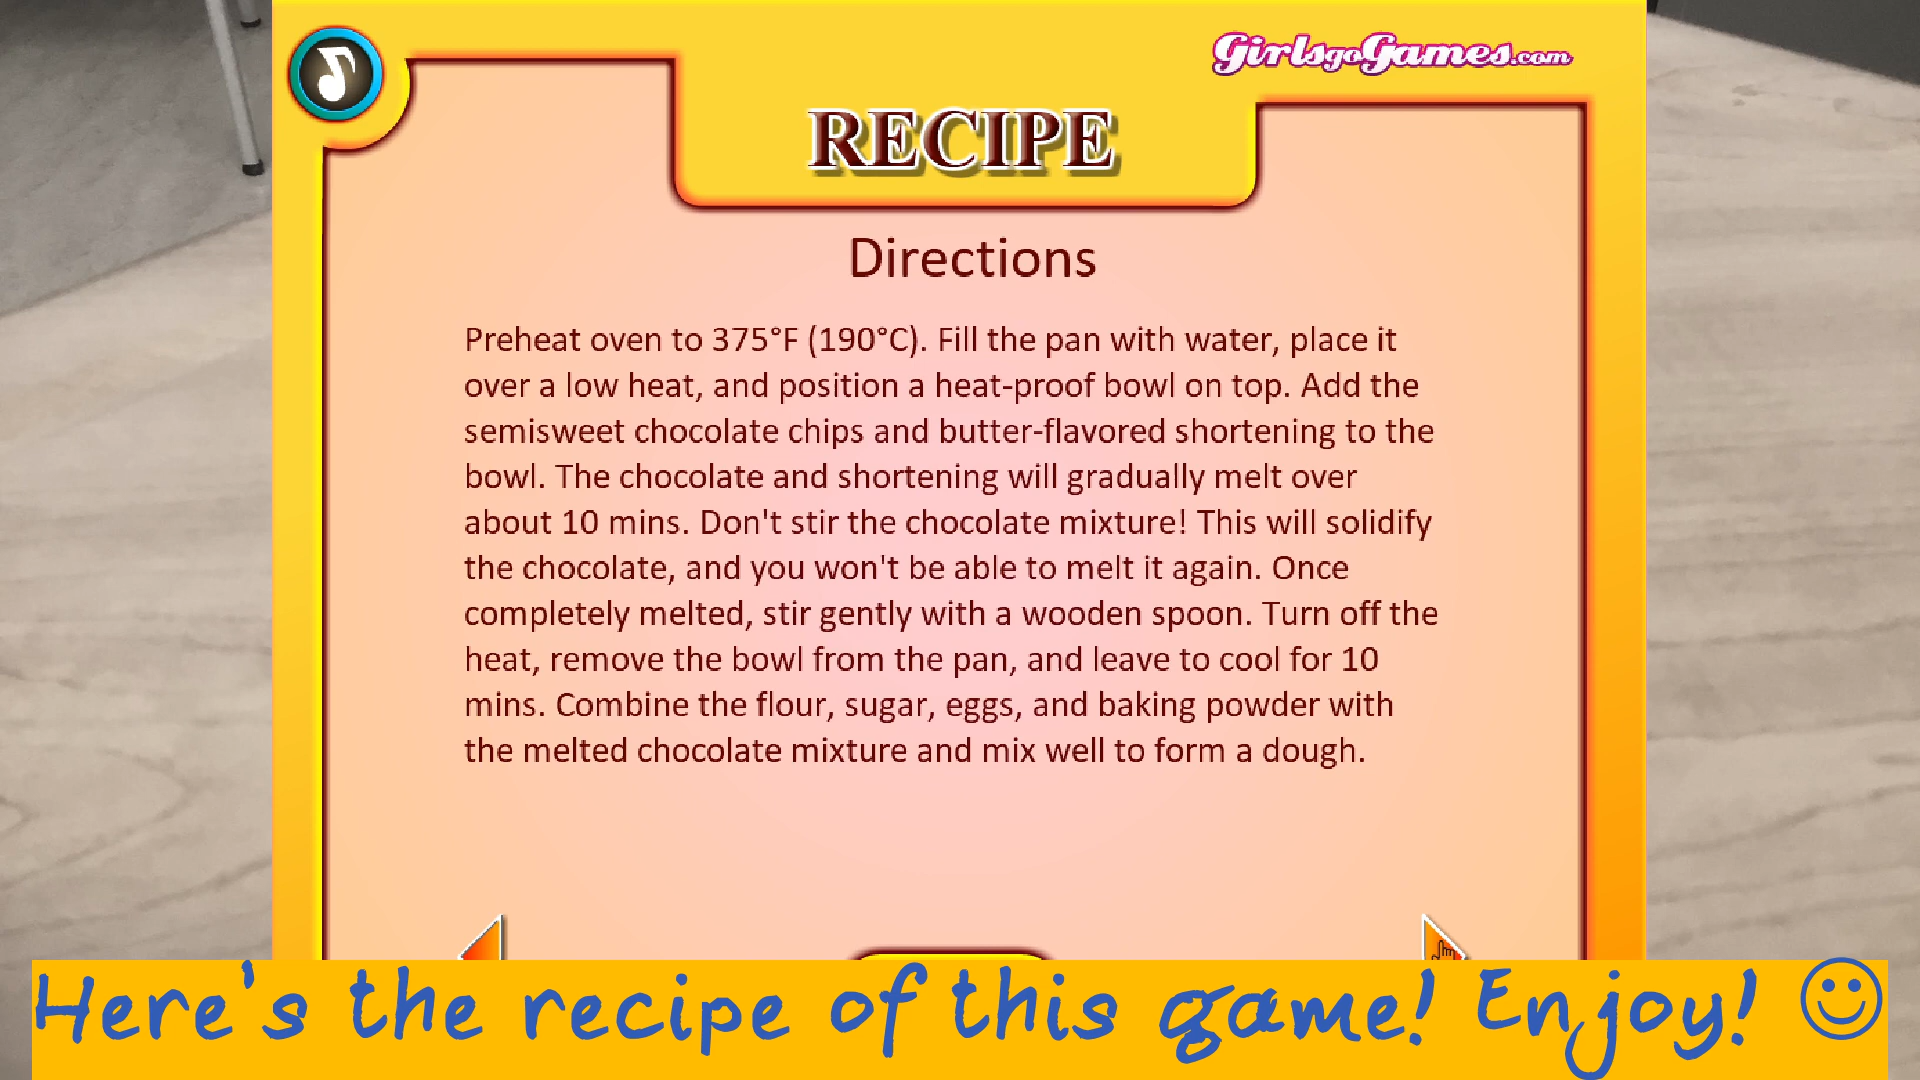 GirlsgoGames.com
RECIPE
Directions
Preheat oven to 375°F (190°C). Fill the pan with water, place it
over a low heat, and position a heat-proof bowl on top. Add the
semisweet chocolate chips and butter-flavored shortening to the
bowl. The chocolate and shortening will gradually melt over
about 10 mins. Don't stir the chocolate mixture! This will solidify
the chocolate, and you won't be able to melt it again. Once
completely melted, stir gently with a wooden spoon. Turn off the
heat, remove the bowl from the pan, and leave to cool for 10
mins. Combine the flour, sugar, eggs, and baking powder with
the melted chocolate mixture and mix well to form a dough.
Here's the recipe of this game! Enjoy! ☺